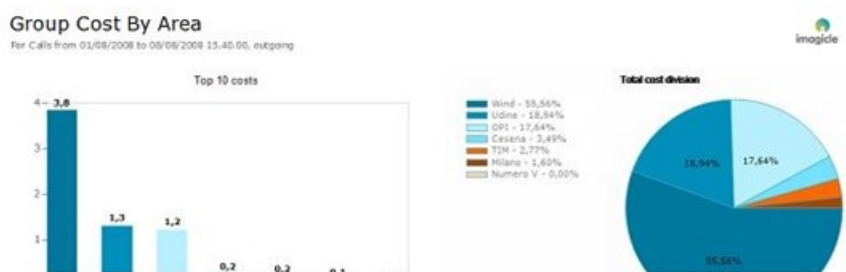 Group Cost By Area
For Calls from 01/08/2008 to 08/08/2008 15.40.00, outgoing
imagicle
Top 10 costs
4
3,8
3
2
1,3
1,2
1
0,2
0,2
0,1
Total cost division
Wind - 55,56%
Udine - 18,94%
OPI - 17,64%
Cesena - 3,49%
TIM - 2,77%
Milano - 1,60%
Numero V - 0,00%
18,94%
17,64%
55,56%